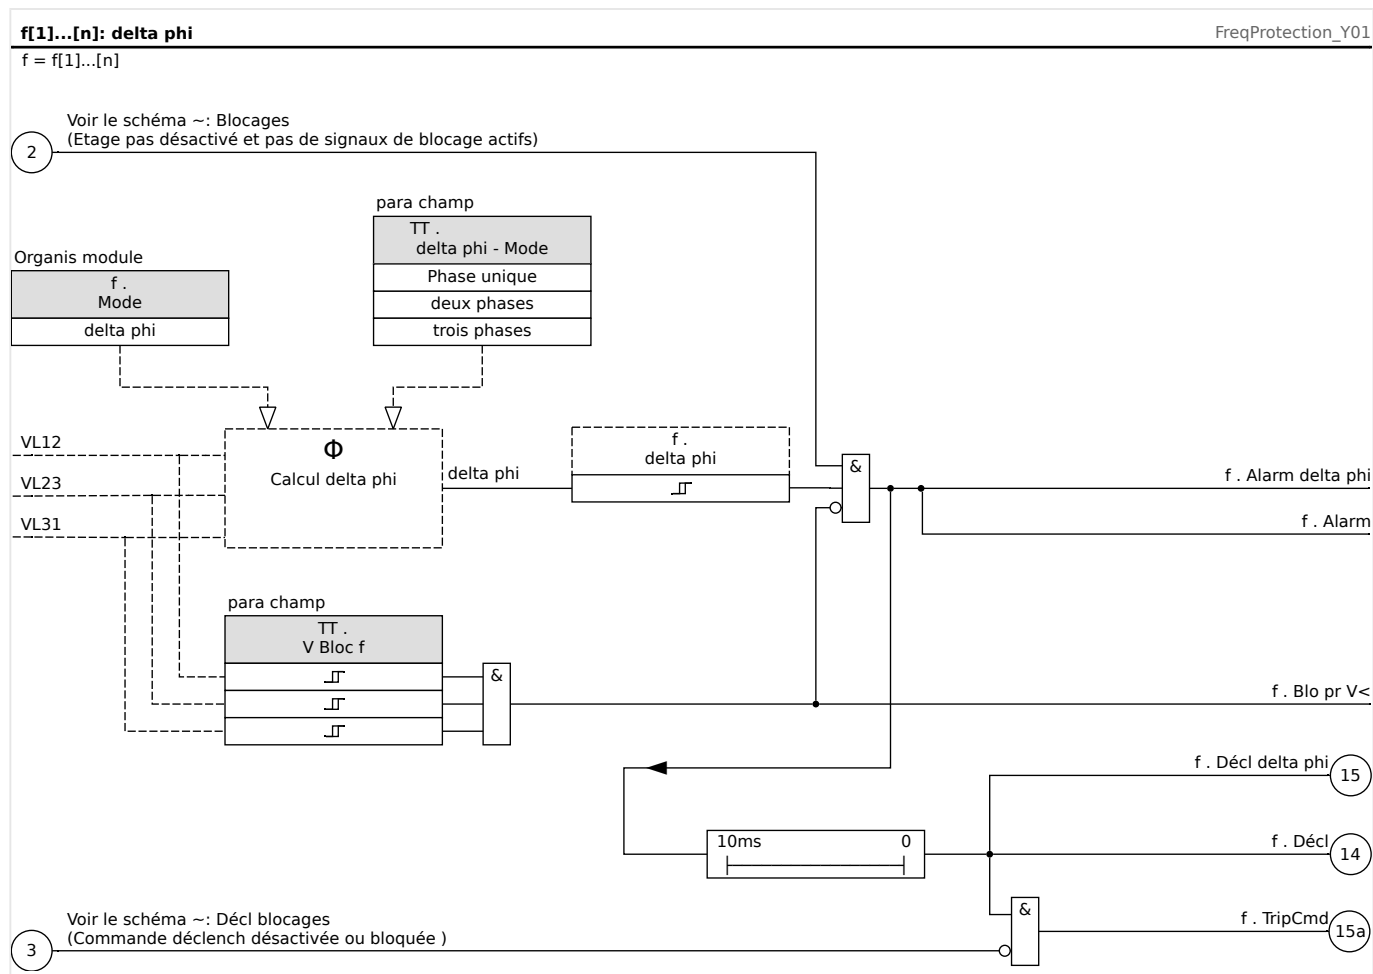 f[1]...[n]: delta phi
FreqProtection_Y01
f = f[1]...[n]
Voir le schéma ~: Blocages
(Etage pas désactivé et pas de signaux de blocage actifs)
2
para champ
TT .
delta phi - Mode
Phase unique
deux phases
trois phases
Organis module
f .
Mode
delta phi
VL12
VL23
VL31
Φ
Calcul delta phi
delta phi
f .
delta phi
&
f . Alarm delta phi
f . Alarm
para champ
TT .
V Bloc f
&
f . Blo pr V<
f . Décl delta phi
15
10ms
0
f . Décl
14
Voir le schéma ~: Décl blocages
(Commande déclench désactivée ou bloquée )
3
&
f . TripCmd
15a